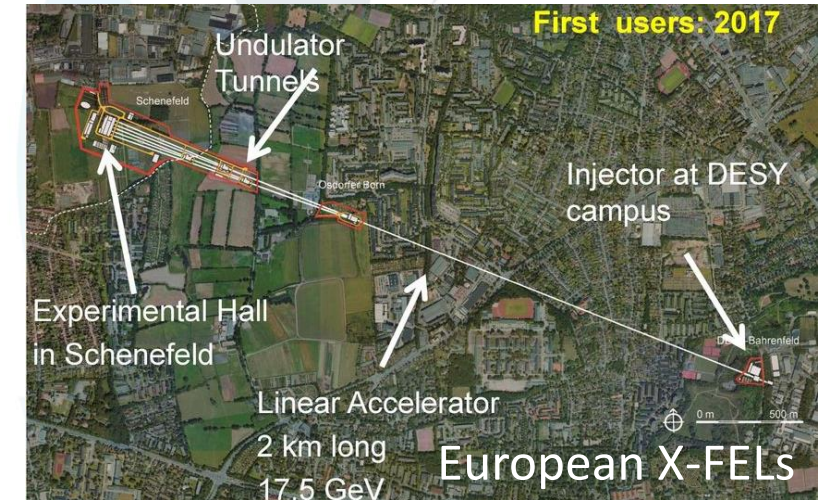 First users: 2017
Undulator
Tunnels
Schenefeld
Osdorfer Born
Injector at DESY
campus
Experimental Hall
in Schenefeld
-Bahrenfeld
Linear Accelerator
2 km long
17.5 GeV
0 m 500 m
European X-FELs